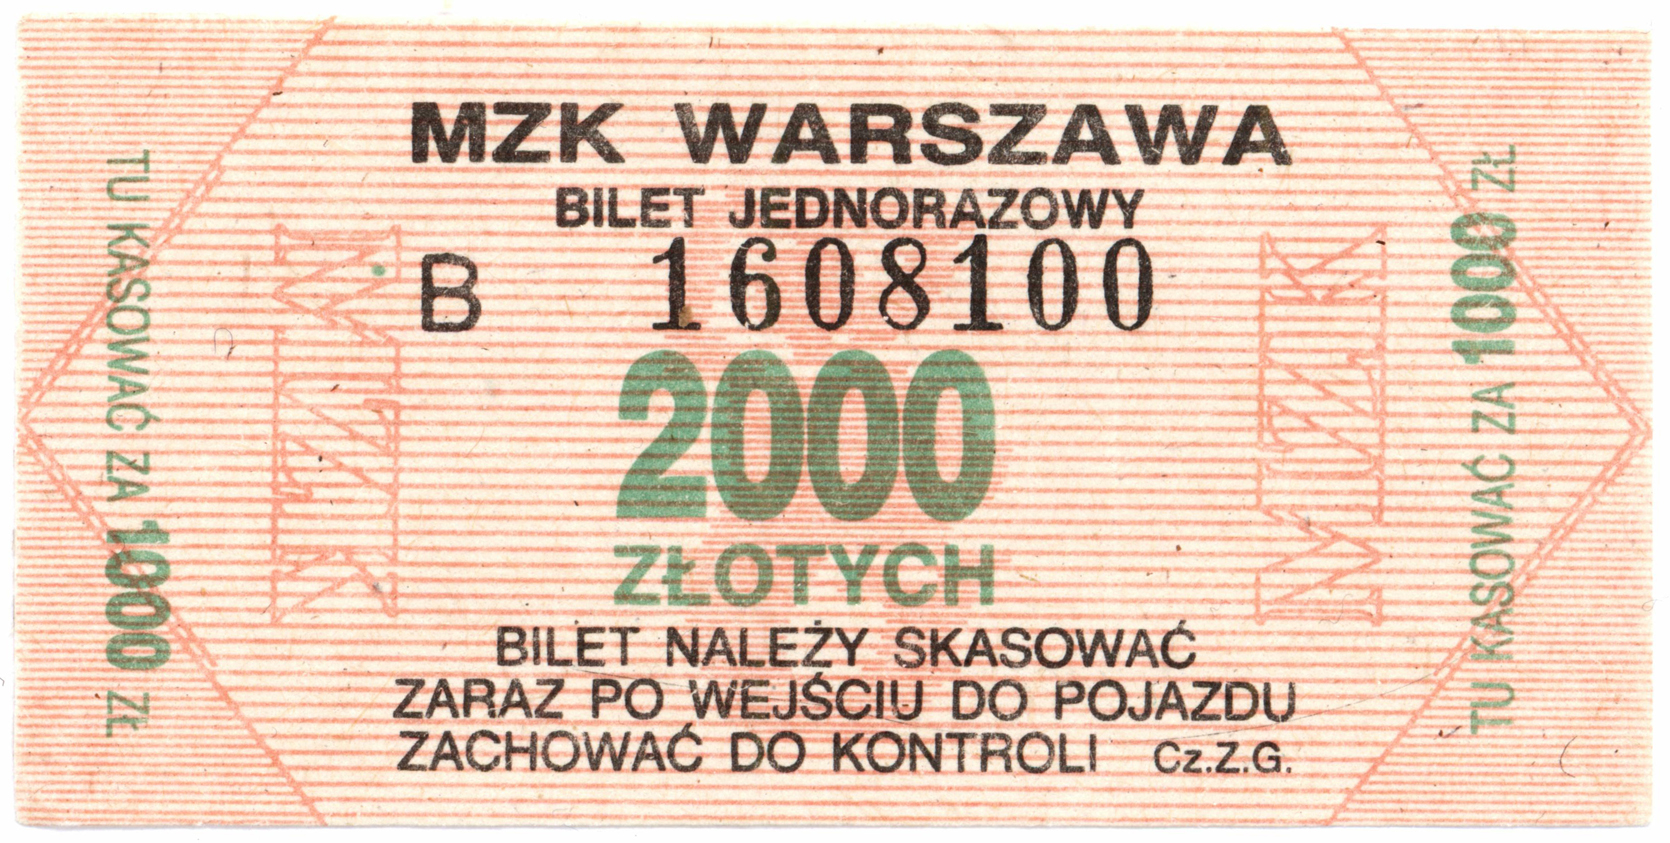 MZK WARSZAWA
BILET JEDNORAZOWY
B 1608100
2000
ZŁOTYCH
BILET NALEŻY SKASOWAĆ
ZARAZ PO WEJŚCIU DO POJAZDU
ZACHOWAĆ DO KONTROLI Cz.Z.G.
TU KASOWAĆ ZA 1000 ZŁ
MZK
MZK
TU KASOWAĆ ZA 1000 ZŁ